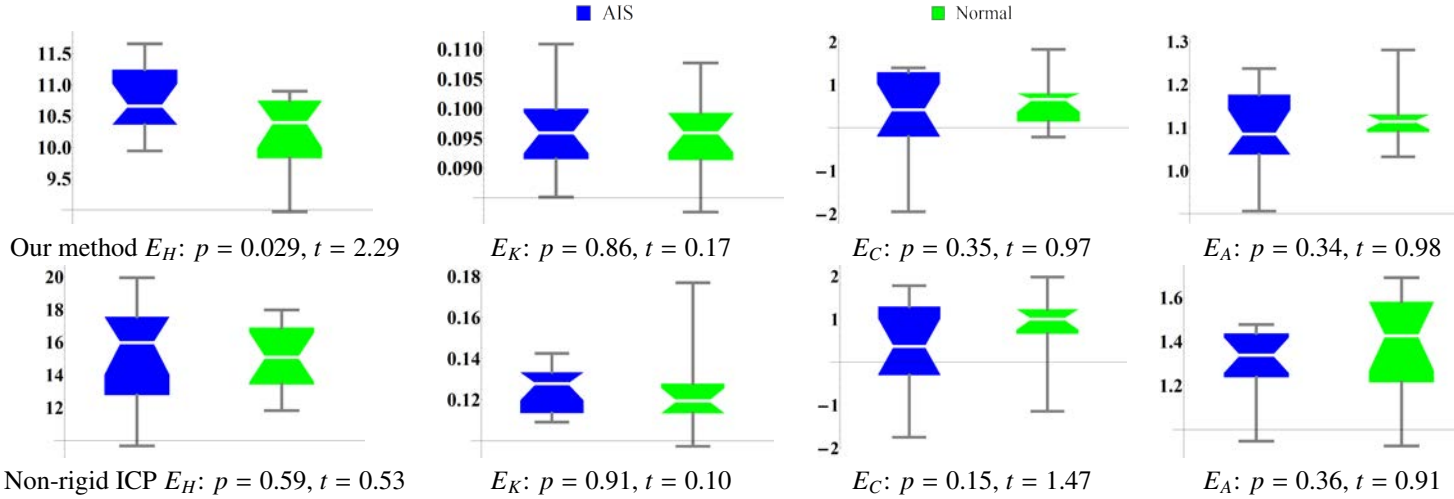 AIS Normal
11.5 11.0 10.5 10.0 9.5
0.110 0.105 0.100 0.095 0.090
2 1 −1 −2
1.3 1.2 1.1 1.0
Our method E_H: p = 0.029, t = 2.29 E_K: p = 0.86, t = 0.17 E_C: p = 0.35, t = 0.97 E_A: p = 0.34, t = 0.98
20 18 16 14 12
0.18 0.16 0.14 0.12
2 1 −1 −2
1.6 1.4 1.2
Non-rigid ICP E_H: p = 0.59, t = 0.53 E_K: p = 0.91, t = 0.10 E_C: p = 0.15, t = 1.47 E_A: p = 0.36, t = 0.91